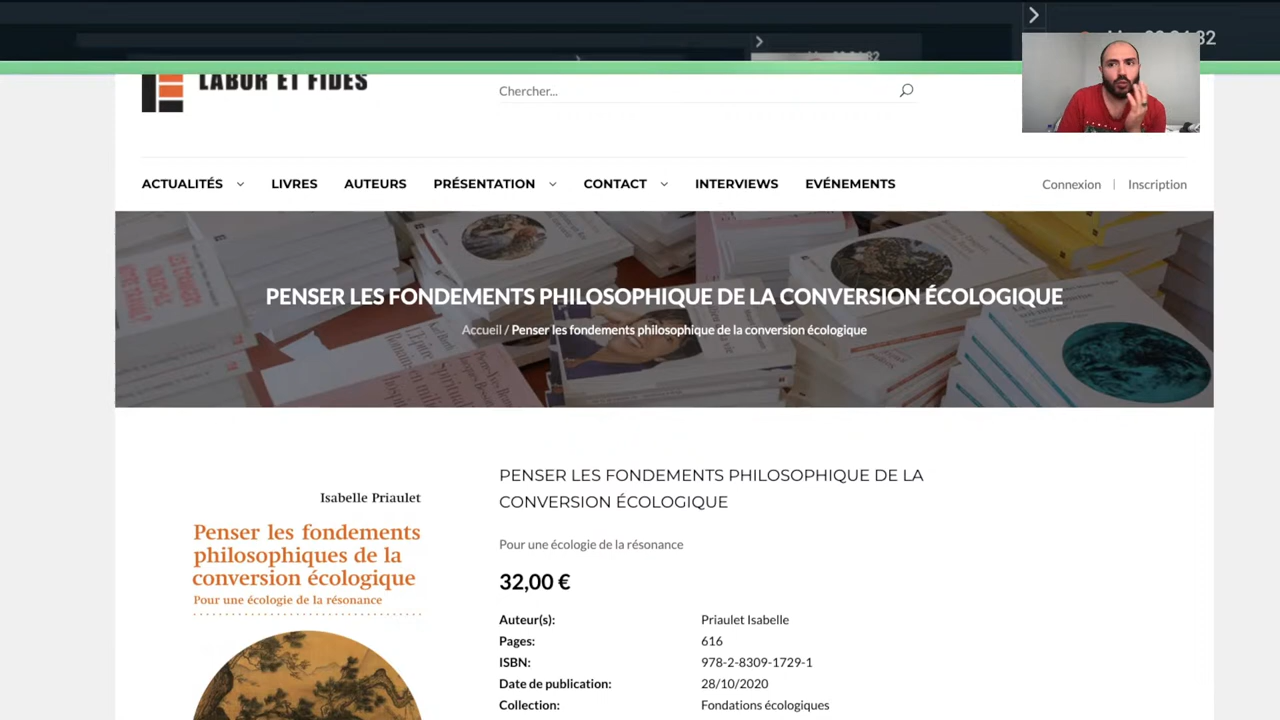 LABOR ET FIDES
Chercher...
ACTUALITÉS
LIVRES
AUTEURS
PRÉSENTATION
CONTACT
INTERVIEWS
EVÉNEMENTS
Connexion | Inscription
PENSER LES FONDEMENTS PHILOSOPHIQUE DE LA CONVERSION ÉCOLOGIQUE
Accueil / Penser les fondements philosophique de la conversion écologique
Isabelle Priaulet
Penser les fondements
philosophiques de la
conversion écologique
Pour une écologie de la résonance
PENSER LES FONDEMENTS PHILOSOPHIQUE DE LA
CONVERSION ÉCOLOGIQUE
Pour une écologie de la résonance
32,00 €
Auteur(s): Priaulet Isabelle
Pages: 616
ISBN: 978-2-8309-1729-1
Date de publication: 28/10/2020
Collection: Fondations écologiques